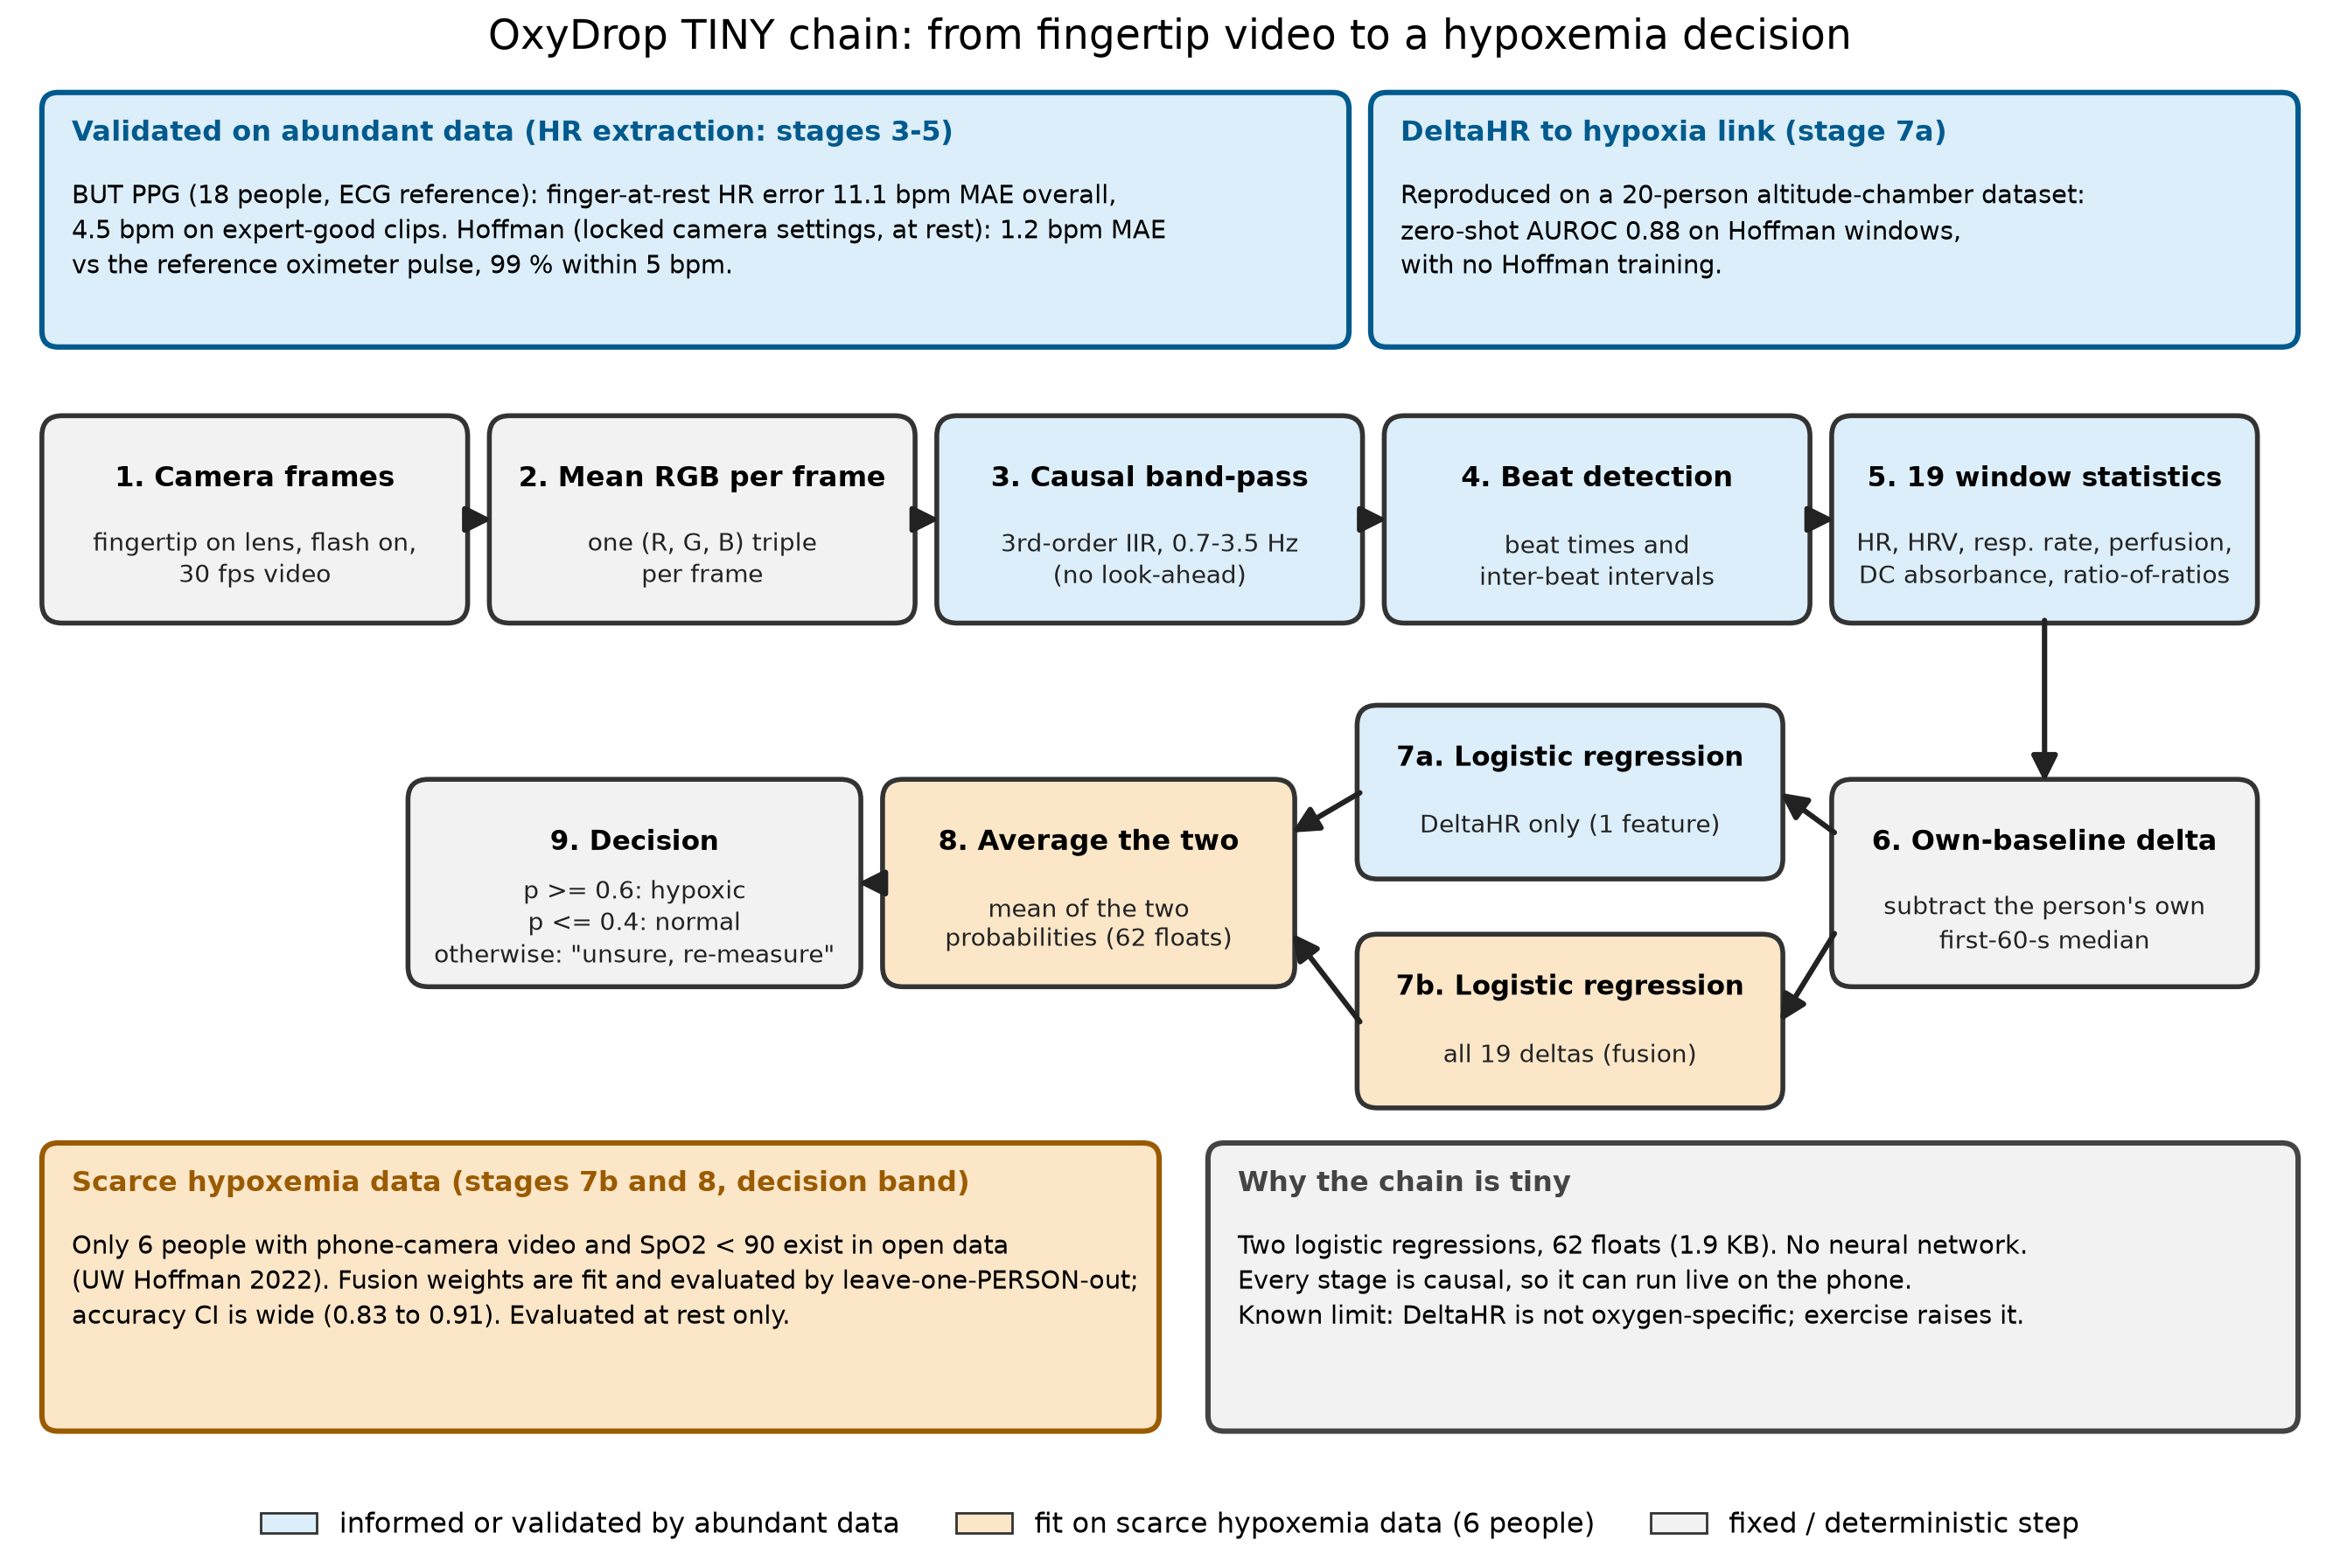 OxyDrop TINY chain: from fingertip video to a hypoxemia decision
Validated on abundant data (HR extraction: stages 3-5)
BUT PPG (18 people, ECG reference): finger-at-rest HR error 11.1 bpm MAE overall,
4.5 bpm on expert-good clips. Hoffman (locked camera settings, at rest): 1.2 bpm MAE
vs the reference oximeter pulse, 99 % within 5 bpm.
DeltaHR to hypoxia link (stage 7a)
Reproduced on a 20-person altitude-chamber dataset:
zero-shot AUROC 0.88 on Hoffman windows,
with no Hoffman training.
1. Camera frames
fingertip on lens, flash on,
30 fps video
2. Mean RGB per frame
one (R, G, B) triple
per frame
3. Causal band-pass
3rd-order IIR, 0.7-3.5 Hz
(no look-ahead)
4. Beat detection
beat times and
inter-beat intervals
5. 19 window statistics
HR, HRV, resp. rate, perfusion,
DC absorbance, ratio-of-ratios
6. Own-baseline delta
subtract the person's own
first-60-s median
7a. Logistic regression
DeltaHR only (1 feature)
7b. Logistic regression
all 19 deltas (fusion)
8. Average the two
mean of the two
probabilities (62 floats)
9. Decision
p >= 0.6: hypoxic
p <= 0.4: normal
otherwise: "unsure, re-measure"
Scarce hypoxemia data (stages 7b and 8, decision band)
Only 6 people with phone-camera video and SpO2 < 90 exist in open data
(UW Hoffman 2022). Fusion weights are fit and evaluated by leave-one-PERSON-out;
accuracy CI is wide (0.83 to 0.91). Evaluated at rest only.
Why the chain is tiny
Two logistic regressions, 62 floats (1.9 KB). No neural network.
Every stage is causal, so it can run live on the phone.
Known limit: DeltaHR is not oxygen-specific; exercise raises it.
informed or validated by abundant data
fit on scarce hypoxemia data (6 people)
fixed / deterministic step